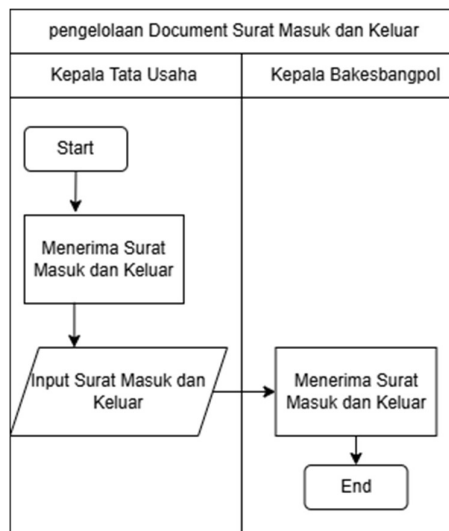 pengelolaan Document Surat Masuk dan Keluar
Kepala Tata Usaha
Kepala Bakesbangpol
Start
Menerima Surat
Masuk dan Keluar
Input Surat Masuk dan
Keluar
Menerima Surat
Masuk dan Keluar
End